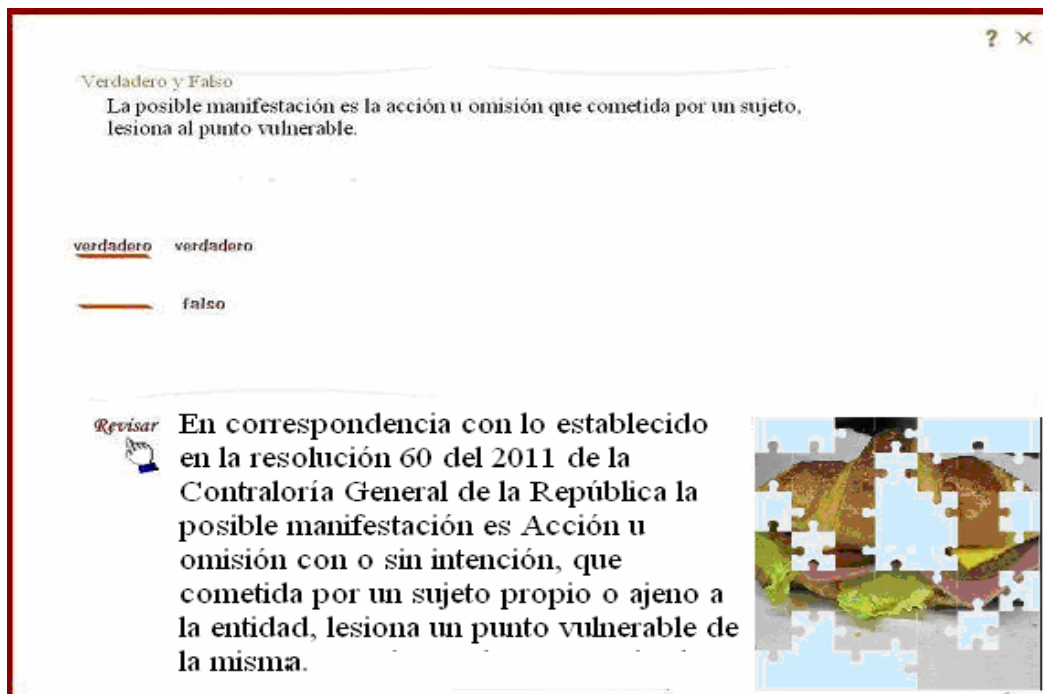 ? ×
Verdadero y Falso
La posible manifestación es la acción u omisión que cometida por un sujeto,
lesiona al punto vulnerable.
verdadero verdadero
falso
Revisar
En correspondencia con lo establecido
en la resolución 60 del 2011 de la
Contraloría General de la República la
posible manifestación es Acción u
omisión con o sin intención, que
cometida por un sujeto propio o ajeno a
la entidad, lesiona un punto vulnerable de
la misma.